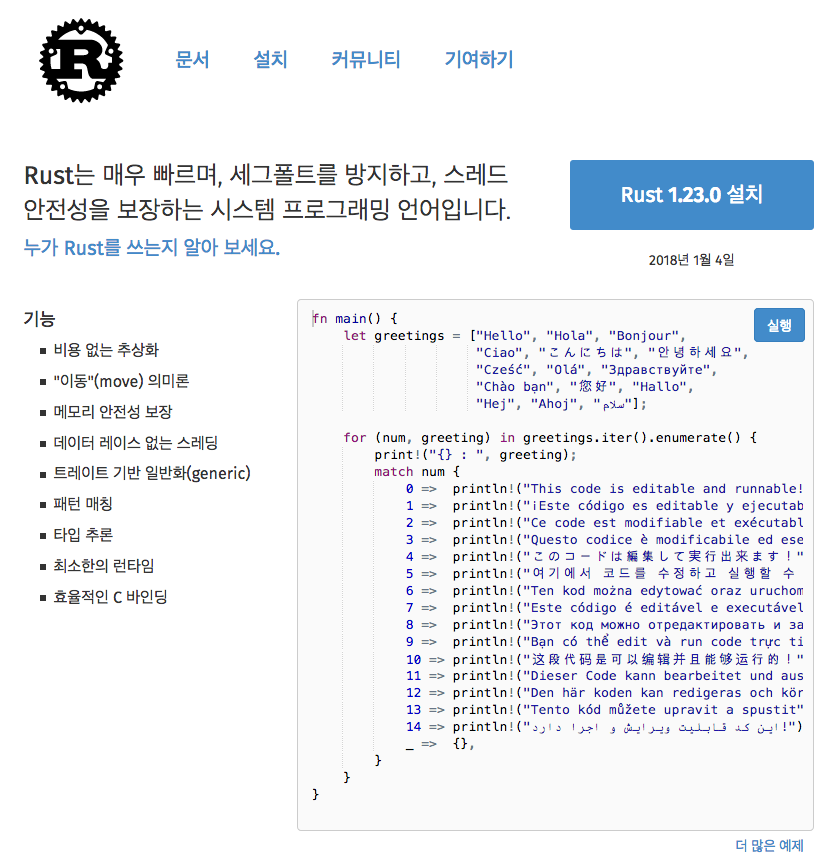 R
문서 설치 커뮤니티 기여하기
Rust는 매우 빠르며, 세그폴트를 방지하고, 스레드
안전성을 보장하는 시스템 프로그래밍 언어입니다.
누가 Rust를 쓰는지 알아 보세요.
Rust 1.23.0 설치
2018년 1월 4일
기능
비용 없는 추상화
"이동"(move) 의미론
메모리 안전성 보장
데이터 레이스 없는 스레딩
트레이트 기반 일반화(generic)
패턴 매칭
타입 추론
최소한의 런타임
효율적인 C 바인딩
실행
fn main() {
let greetings = ["Hello", "Hola", "Bonjour",
"Ciao", "こんにちは", "안녕하세요",
"Cześć", "Olá", "Здравствуйте",
"Chào bạn", "您好", "Hallo",
"Hej", "Ahoj", "سلام"];
for (num, greeting) in greetings.iter().enumerate() {
print!("{} : ", greeting);
match num {
0 => println!("This code is editable and runnable!
1 => println!("¡Este código es editable y ejecutab
2 => println!("Ce code est modifiable et exécutabl
3 => println!("Questo codice è modificabile ed ese
4 => println!("このコードは編集して実行出来ます！"
5 => println!("여기에서 코드를 수정하고 실행할 수
6 => println!("Ten kod można edytować oraz uruchom
7 => println!("Este código é editável e executável
8 => println!("Этот код можно отредактировать и за
9 => println!("Bạn có thể edit và run code trực ti
10 => println!("这段代码是可以编辑并且能够运行的！"
11 => println!("Dieser Code kann bearbeitet und aus
12 => println!("Den här koden kan redigeras och kör
13 => println!("Tento kód můžete upravit a spustit"
14 => println!("این کد قابلیت ویرایش و اجرا دارد!")
_ => {},
}
}
}
더 많은 예제